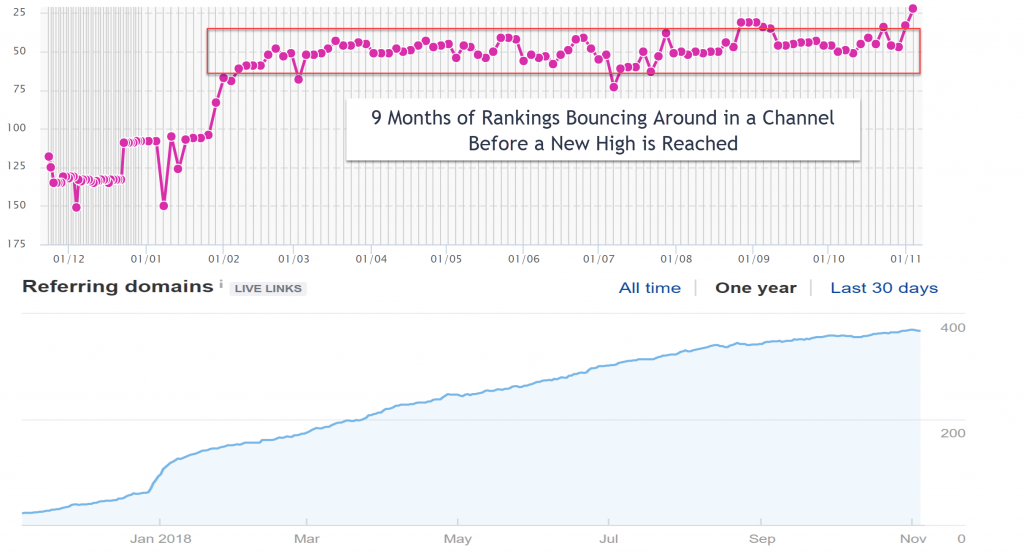 25
50
75
100
125
150
175
9 Months of Rankings Bouncing Around in a Channel
Before a New High is Reached
01/12 01/01 01/02 01/03 01/04 01/05 01/06 01/07 01/08 01/09 01/10 01/11
Referring domains i LIVE LINKS All time One year Last 30 days
400
200
Jan 2018 Mar May Jul Sep Nov 0